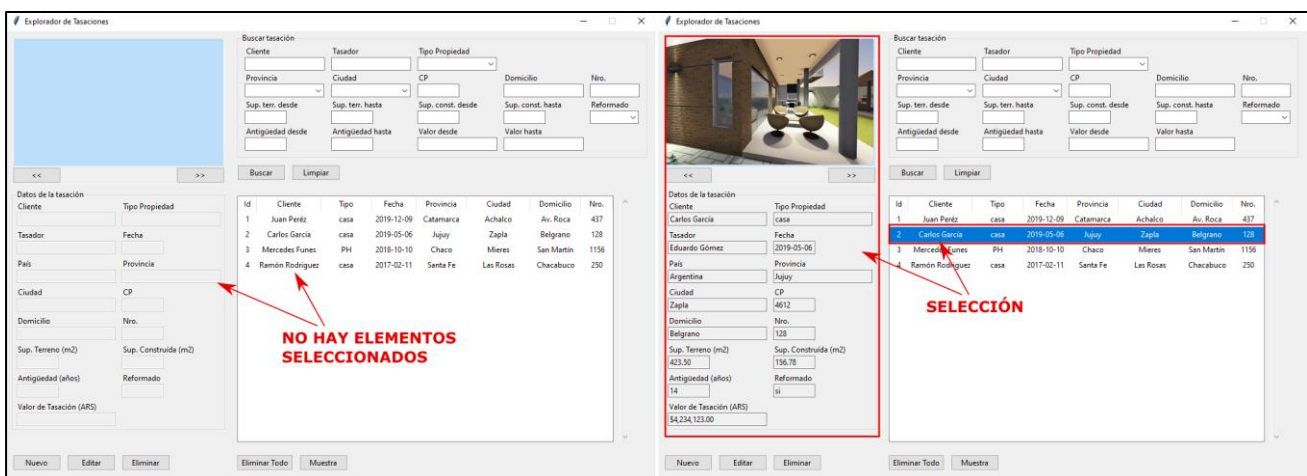 Explorador de Tasaciones
Buscar tasación
Cliente Tasador Tipo Propiedad
Provincia Ciudad CP Domicilio Nro.
Sup. terr. desde Sup. terr. hasta Sup. const. desde Sup. const. hasta Reformado
Antigüedad desde Antigüedad hasta Valor desde Valor hasta
<< >>
Buscar Limpiar
Datos de la tasación
Cliente Tipo Propiedad
Tasador Fecha
País Provincia
Ciudad CP
Domicilio Nro.
Sup. Terreno (m2) Sup. Construída (m2)
Antigüedad (años) Reformado
Valor de Tasación (ARS)
Id Cliente Tipo Fecha Provincia Ciudad Domicilio Nro.
1 Juan Peréz casa 2019-12-09 Catamarca Achalco Av. Roca 437
2 Carlos García casa 2019-05-06 Jujuy Zapla Belgrano 128
3 Mercedes Funes PH 2018-10-10 Chaco Mieres San Martin 1156
4 Ramón Rodriguez casa 2017-02-11 Santa Fe Las Rosas Chacabuco 250
NO HAY ELEMENTOS
SELECCIONADOS
Nuevo Editar Eliminar Eliminar Todo Muestra
Explorador de Tasaciones
Buscar tasación
Cliente Tasador Tipo Propiedad
Provincia Ciudad CP Domicilio Nro.
Sup. terr. desde Sup. terr. hasta Sup. const. desde Sup. const. hasta Reformado
Antigüedad desde Antigüedad hasta Valor desde Valor hasta
<< >>
Buscar Limpiar
Datos de la tasación
Cliente Tipo Propiedad
Carlos García casa
Tasador Fecha
Eduardo Gómez 2019-05-06
País Provincia
Argentina Jujuy
Ciudad CP
Zapla 4612
Domicilio Nro.
Belgrano 128
Sup. Terreno (m2) Sup. Construída (m2)
423.50 156.78
Antigüedad (años) Reformado
14 si
Valor de Tasación (ARS)
$4,234,123.00
Id Cliente Tipo Fecha Provincia Ciudad Domicilio Nro.
1 Juan Peréz casa 2019-12-09 Catamarca Achalco Av. Roca 437
2 Carlos García casa 2019-05-06 Jujuy Zapla Belgrano 128
3 Mercedes Funes PH 2018-10-10 Chaco Mieres San Martin 1156
4 Ramón Rodriguez casa 2017-02-11 Santa Fe Las Rosas Chacabuco 250
SELECCIÓN
Nuevo Editar Eliminar Eliminar Todo Muestra